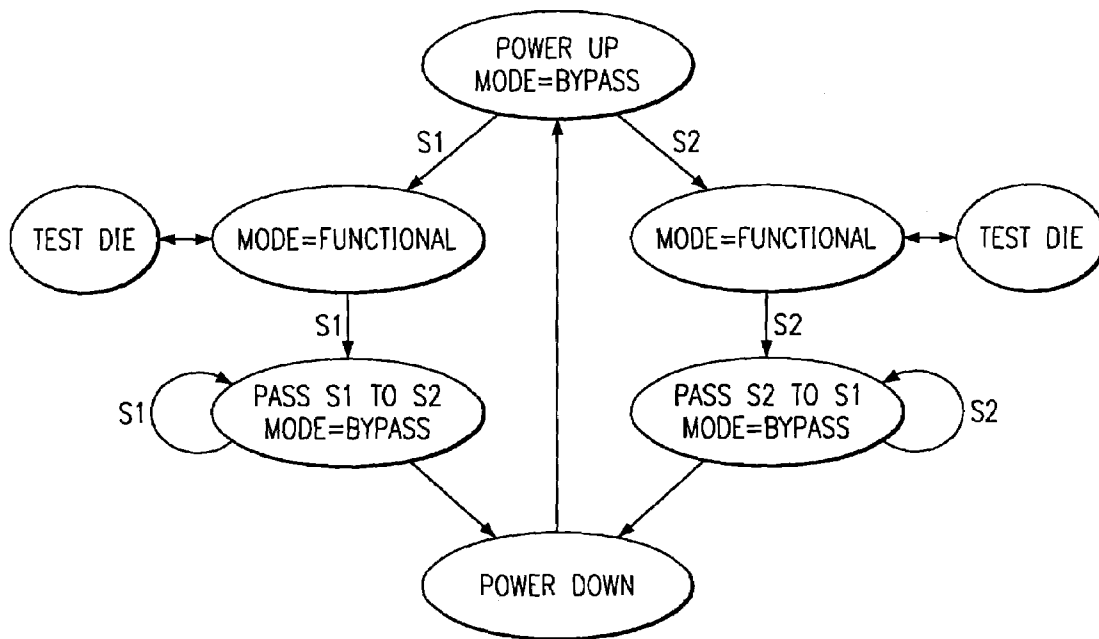 POWER UP
MODE=BYPASS
S1
S2
TEST DIE
MODE=FUNCTIONAL
MODE=FUNCTIONAL
TEST DIE
S1
S2
S1
PASS S1 TO S2
MODE=BYPASS
PASS S2 TO S1
MODE=BYPASS
S2
POWER DOWN